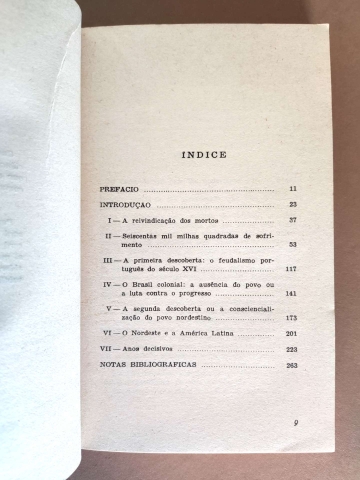 INDICE
PREFACIO ........ 11
INTRODUÇAO ........ 23
I — A reivindicação dos mortos ........ 37
II — Seiscentas mil milhas quadradas de sofri-
mento ........ 53
III — A primeira descoberta: o feudalismo por-
tuguês do século XVI ........ 117
IV — O Brasil colonial: a ausência do povo ou
a luta contra o progresso ........ 141
V — A segunda descoberta ou a conscienciali-
zação do povo nordestino ........ 173
VI — O Nordeste e a América Latina ........ 201
VII — Anos decisivos ........ 223
NOTAS BIBLIOGRAFICAS ........ 263
9